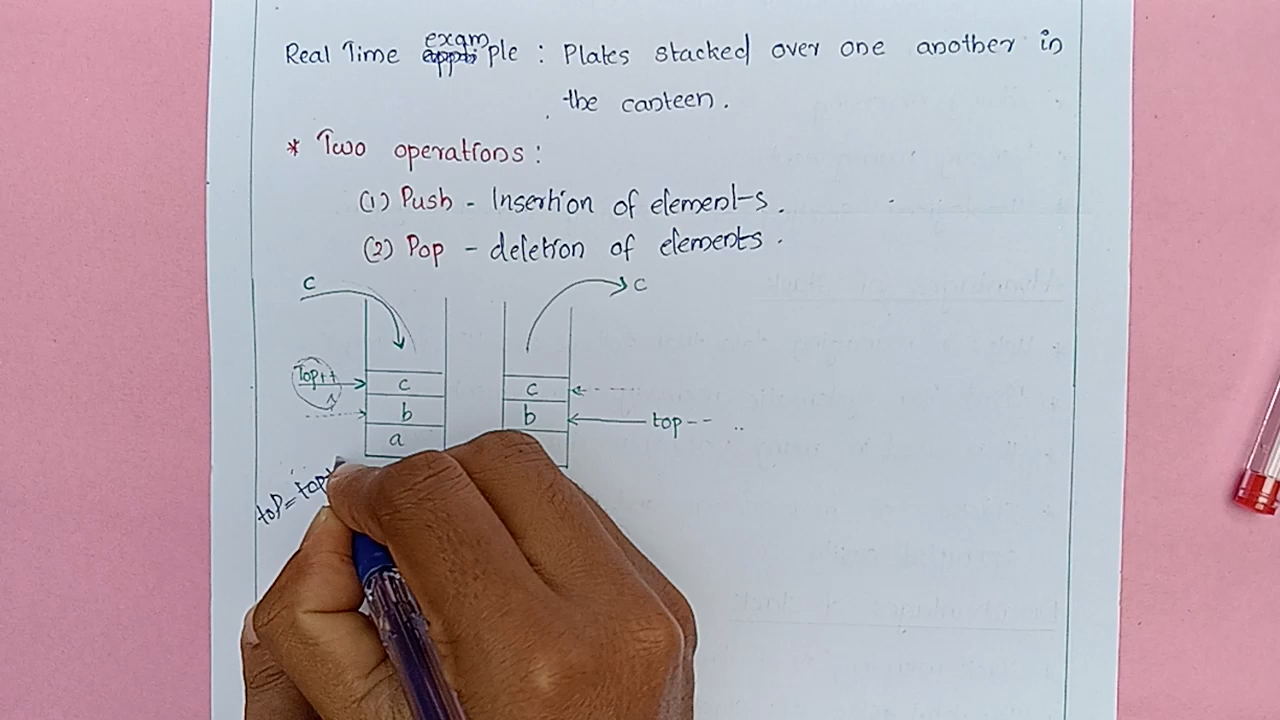 Real Time example : Plates stacked over one another in
the canteen.
* Two operations :
(1) Push - Insertion of elements.
(2) Pop - deletion of elements.
c c
Top++ c c
b b top--
a
top = top+